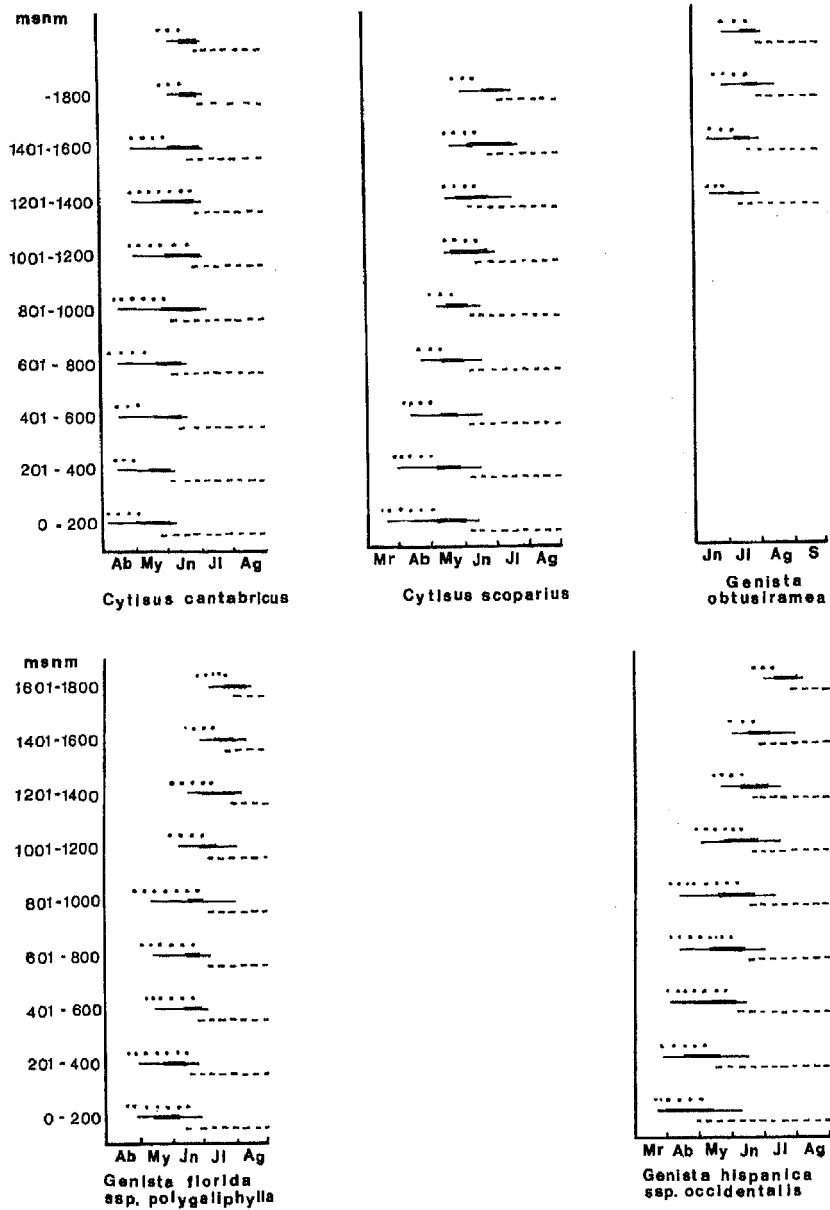 msnm
-1800
1401-1600
1201-1400
1001-1200
801-1000
601 - 800
401 - 600
201 - 400
0 - 200
Ab My Jn Jl Ag
Cytisus cantabricus
Mr Ab My Jn Jl Ag
Cytisus scoparius
Jn Jl Ag S
Genista
obtusiramea
msnm
1601-1800
1401-1600
1201-1400
1001-1200
801-1000
601 - 800
401 - 600
201 - 400
0 - 200
Ab My Jn Jl Ag
Genista florida
ssp. polygaliphylla
Mr Ab My Jn Jl Ag
Genista hispanica
ssp. occidentalis